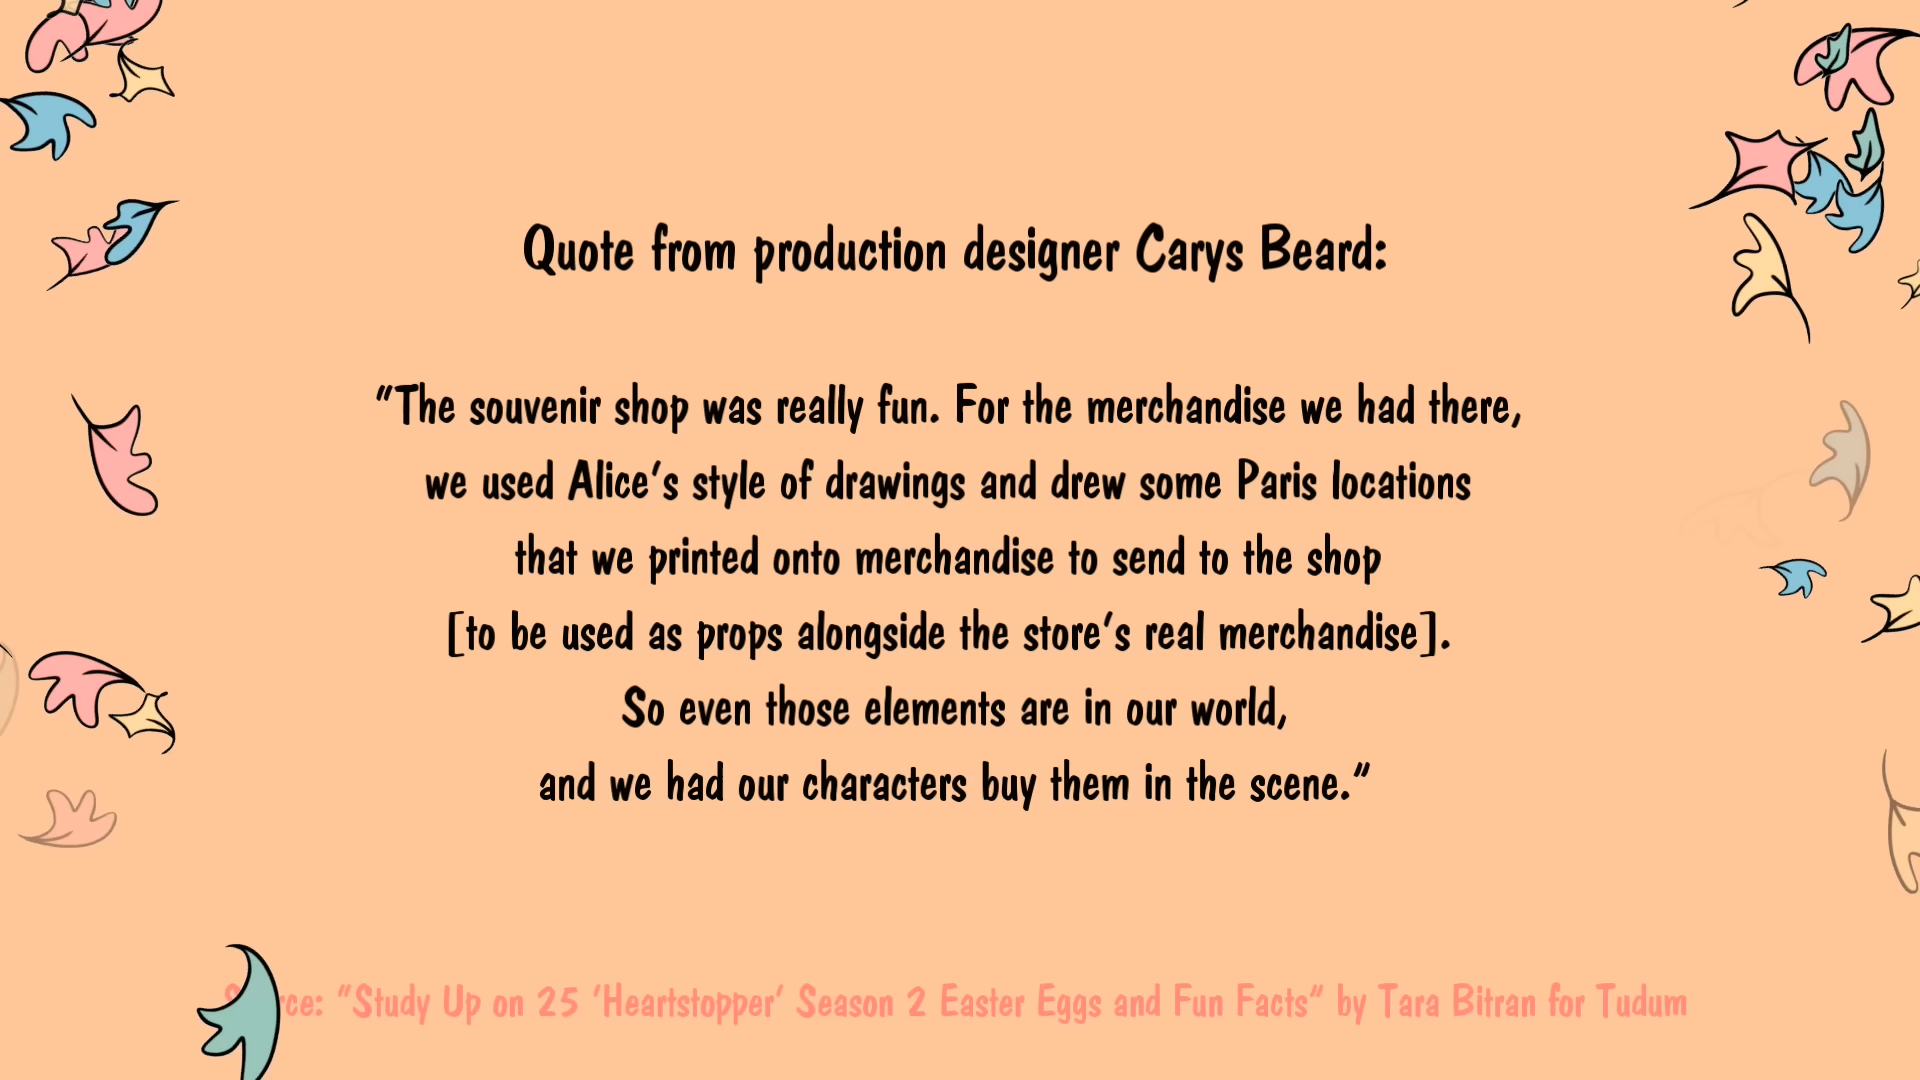 Quote from production designer Carys Beard:
"The souvenir shop was really fun. For the merchandise we had there,
we used Alice's style of drawings and drew some Paris locations
that we printed onto merchandise to send to the shop
[to be used as props alongside the store's real merchandise].
So even those elements are in our world,
and we had our characters buy them in the scene."
"Study Up on 25 'Heartstopper' Season 2 Easter Eggs and Fun Facts" by Tara Bitran for Tudum